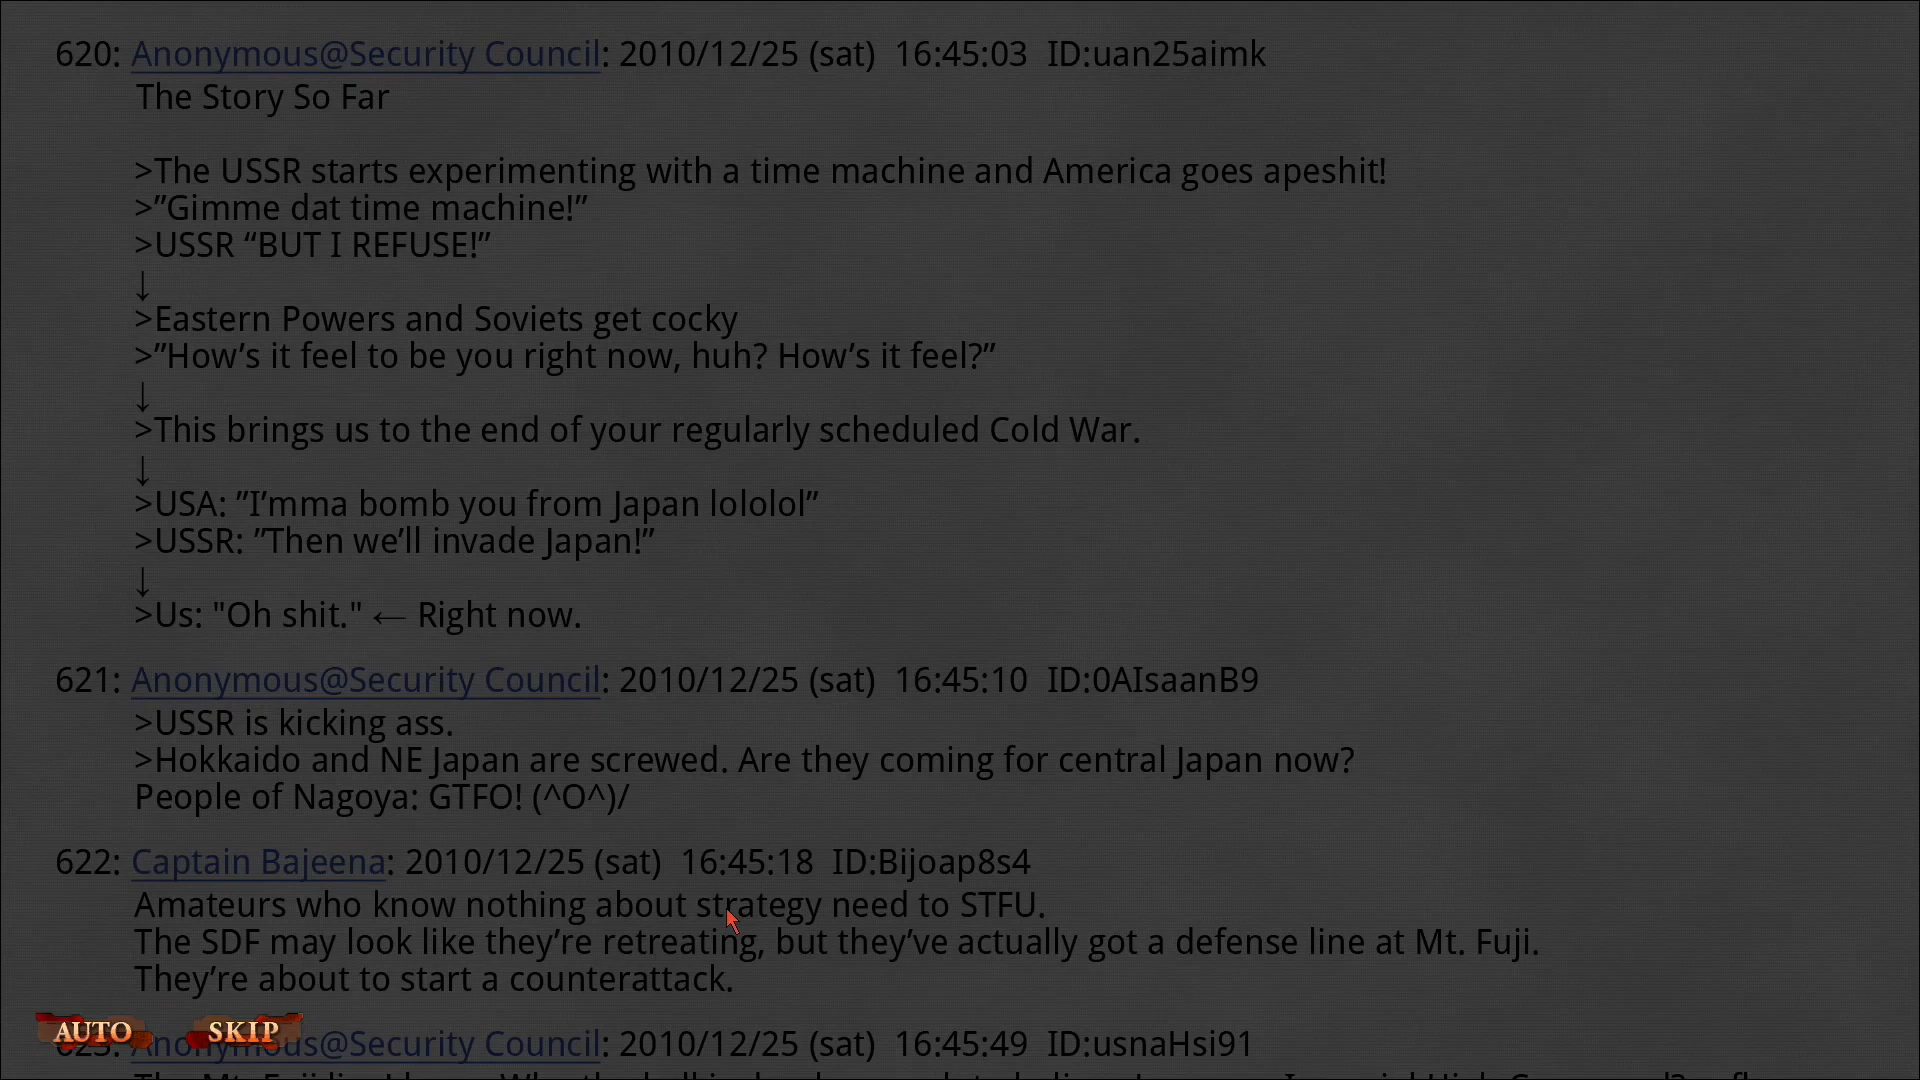 620: Anonymous@Security Council: 2010/12/25 (sat)  16:45:03  ID:uan25aimk
The Story So Far
>The USSR starts experimenting with a time machine and America goes apeshit!
>”Gimme dat time machine!”
>USSR “BUT I REFUSE!”
↓
>Eastern Powers and Soviets get cocky
>”How’s it feel to be you right now, huh? How’s it feel?”
↓
>This brings us to the end of your regularly scheduled Cold War.
↓
>USA: ”I’mma bomb you from Japan lololol”
>USSR: ”Then we’ll invade Japan!”
↓
>Us: "Oh shit." ← Right now.
621: Anonymous@Security Council: 2010/12/25 (sat)  16:45:10  ID:0AIsaanB9
>USSR is kicking ass.
>Hokkaido and NE Japan are screwed. Are they coming for central Japan now?
People of Nagoya: GTFO! (^O^)/
622: Captain Bajeena: 2010/12/25 (sat)  16:45:18  ID:Bijoap8s4
Amateurs who know nothing about strategy need to STFU.
The SDF may look like they’re retreating, but they’ve actually got a defense line at Mt. Fuji.
They’re about to start a counterattack.
AUTO SKIP
623: Anonymous@Security Council: 2010/12/25 (sat)  16:45:49  ID:usnaHsi91